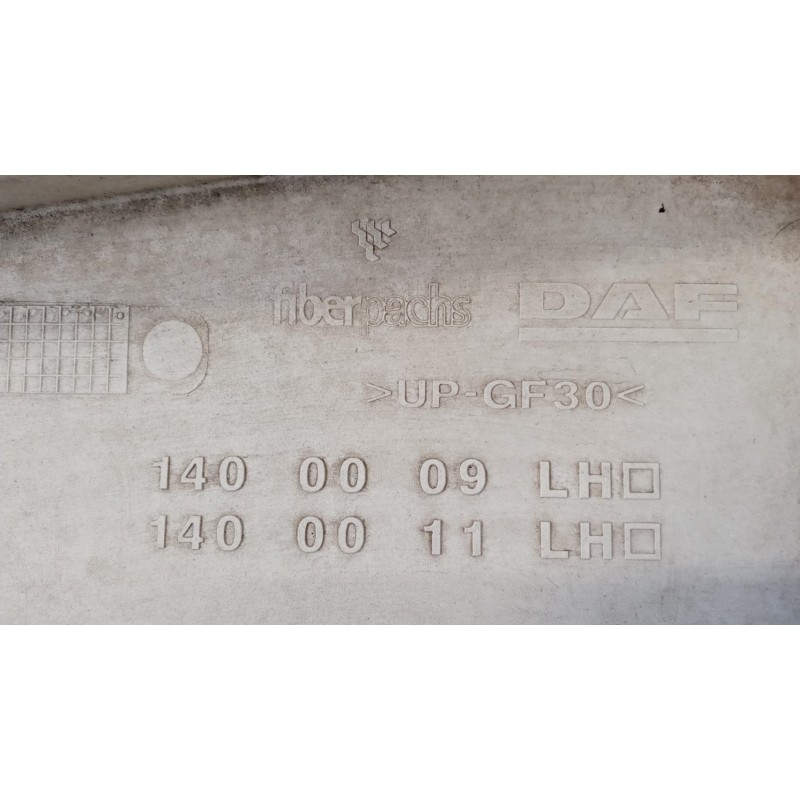 fiberpachs DAF
>UP-GF30<
140 00 09 LH
140 00 11 LH